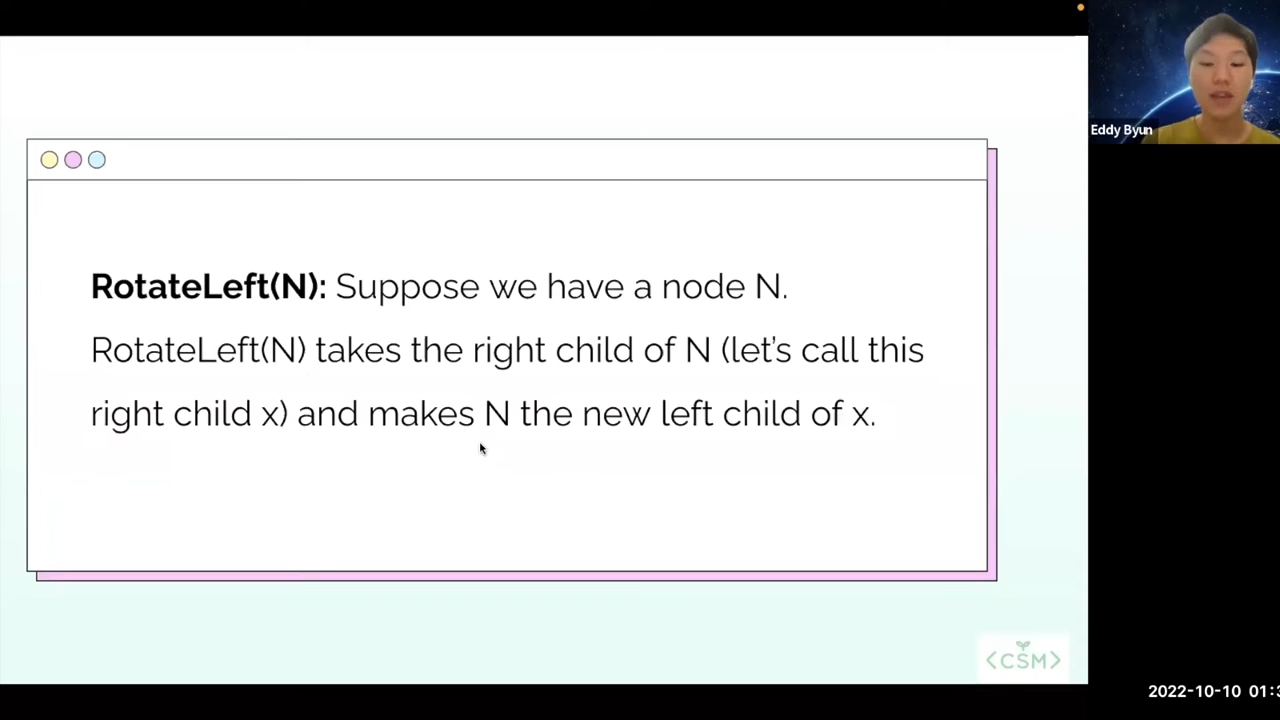 Eddy Byun
RotateLeft(N): Suppose we have a node N.
RotateLeft(N) takes the right child of N (let's call this
right child x) and makes N the new left child of x.
<CSM>
2022-10-10 01:3